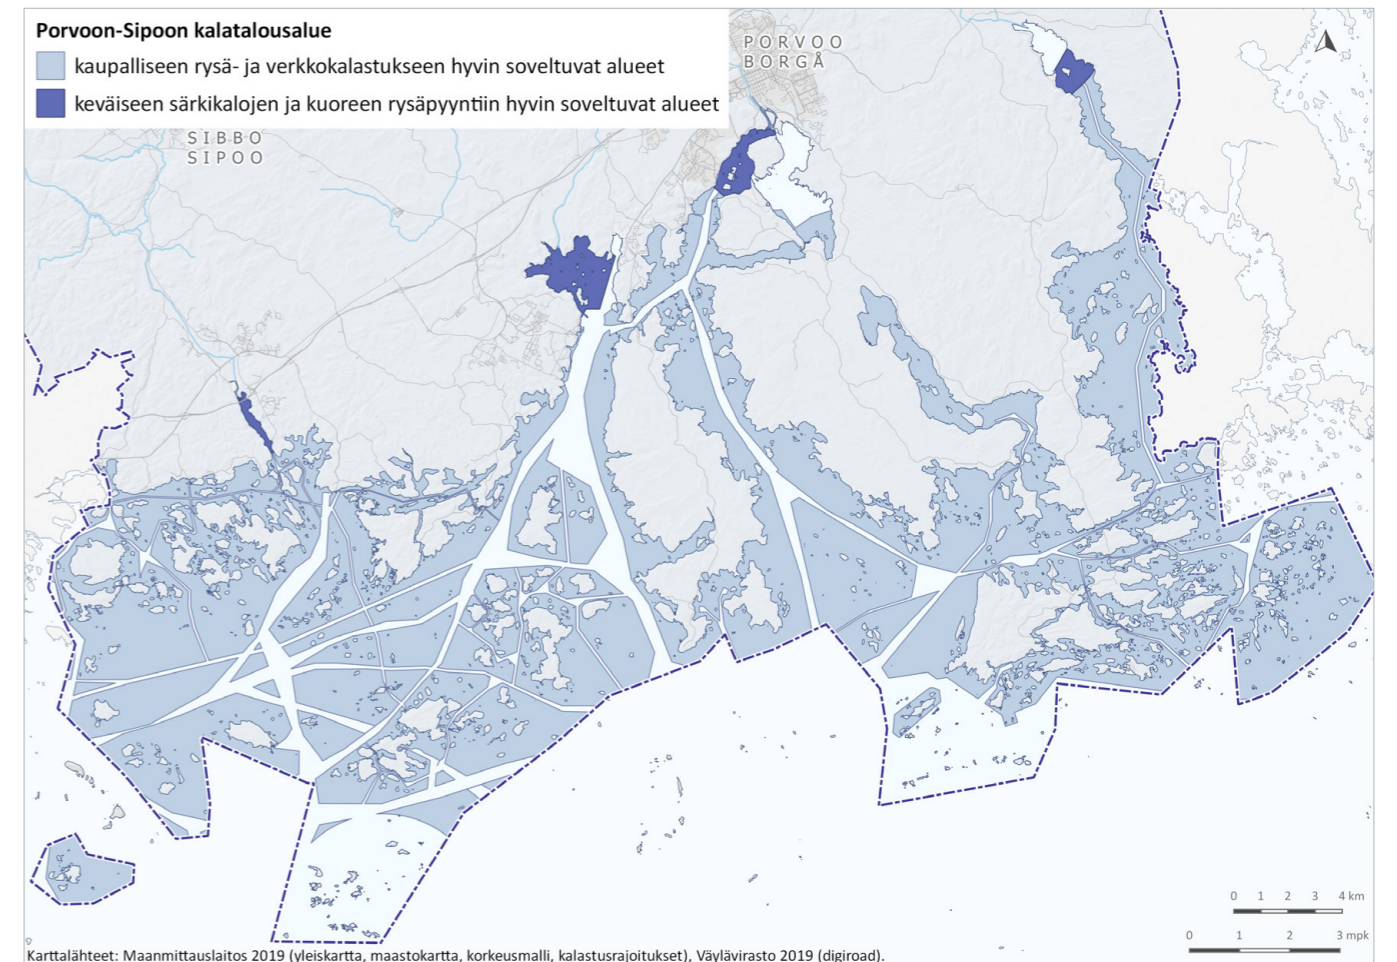 Porvoon-Sipoon kalatalousalue
kaupalliseen rysä- ja verkkokalastukseen hyvin soveltuvat alueet
keväiseen särkikalojen ja kuoreen rysäpyyntiin hyvin soveltuvat alueet
PORVOO
BORGÅ
SIBBO
SIPOO
0 1 2 3 4 km
0 1 2 3 mpk
Karttalähteet: Maanmittauslaitos 2019 (yleiskartta, maastokartta, korkeusmalli, kalastusrajoitukset), Väylävirasto 2019 (digiroad).